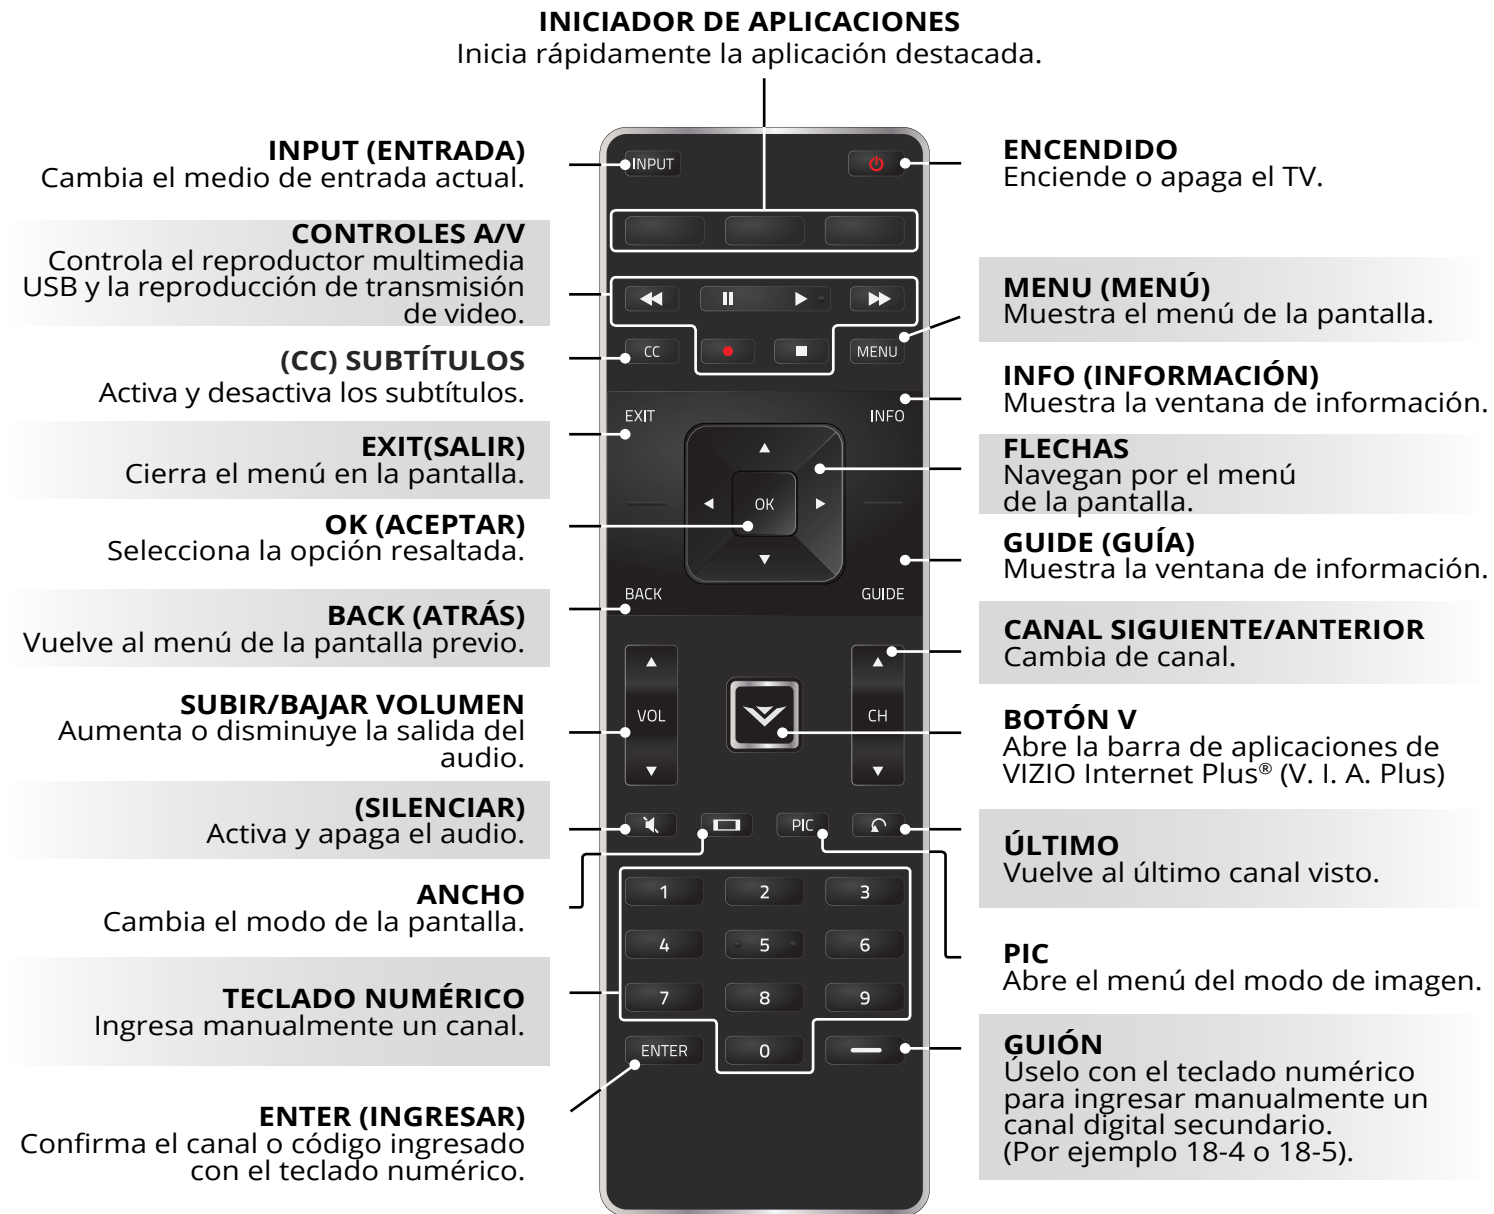 INICIADOR DE APLICACIONES
Inicia rápidamente la aplicación destacada.
INPUT (ENTRADA)
Cambia el medio de entrada actual.
CONTROLES A/V
Controla el reproductor multimedia
USB y la reproducción de transmisión
de video.
(CC) SUBTÍTULOS
Activa y desactiva los subtítulos.
EXIT(SALIR)
Cierra el menú en la pantalla.
OK (ACEPTAR)
Selecciona la opción resaltada.
BACK (ATRÁS)
Vuelve al menú de la pantalla previo.
SUBIR/BAJAR VOLUMEN
Aumenta o disminuye la salida del
audio.
(SILENCIAR)
Activa y apaga el audio.
ANCHO
Cambia el modo de la pantalla.
TECLADO NUMÉRICO
Ingresa manualmente un canal.
ENTER (INGRESAR)
Confirma el canal o código ingresado
con el teclado numérico.
INPUT
CC
MENU
EXIT
INFO
OK
BACK
GUIDE
VOL
CH
PIC
1 2 3
4 5 6
7 8 9
ENTER 0
ENCENDIDO
Enciende o apaga el TV.
MENU (MENÚ)
Muestra el menú de la pantalla.
INFO (INFORMACIÓN)
Muestra la ventana de información.
FLECHAS
Navegan por el menú
de la pantalla.
GUIDE (GUÍA)
Muestra la ventana de información.
CANAL SIGUIENTE/ANTERIOR
Cambia de canal.
BOTÓN V
Abre la barra de aplicaciones de
VIZIO Internet Plus® (V. I. A. Plus)
ÚLTIMO
Vuelve al último canal visto.
PIC
Abre el menú del modo de imagen.
GUIÓN
Úselo con el teclado numérico
para ingresar manualmente un
canal digital secundario.
(Por ejemplo 18-4 o 18-5).